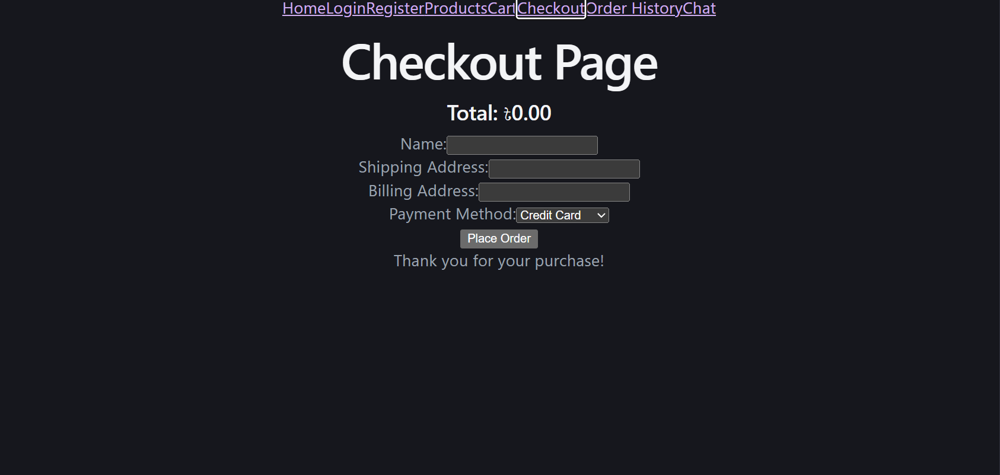 HomeLoginRegisterProductsCartCheckoutOrder HistoryChat
Checkout Page
Total: ৳0.00
Name:
Shipping Address:
Billing Address:
Payment Method: Credit Card
Place Order
Thank you for your purchase!